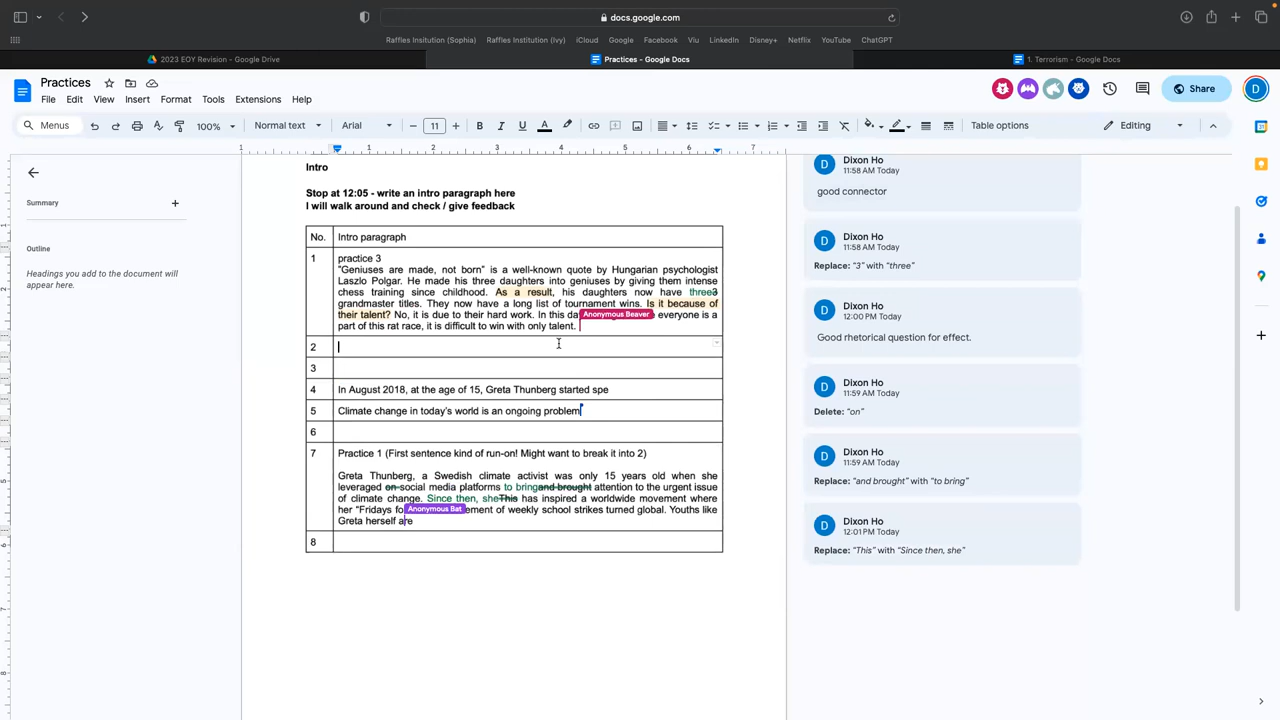 docs.google.com
Raffles Insitution (Sophia) Raffles Institution (Ivy) iCloud Google Facebook Viu LinkedIn Disney+ Netflix YouTube ChatGPT
2023 EOY Revision - Google Drive
Practices - Google Docs
1. Terrorism - Google Docs
Practices
File Edit View Insert Format Tools Extensions Help
Share
D
Menus
100%
Normal text
Arial
11
Table options
Editing
1 1 2 3 4 5 6 7
Summary
Outline
Headings you add to the document will
appear here.
Intro
Stop at 12:05 - write an intro paragraph here
I will walk around and check / give feedback
No. Intro paragraph
1 practice 3
"Geniuses are made, not born" is a well-known quote by Hungarian psychologist
Laszlo Polgar. He made his three daughters into geniuses by giving them intense
chess training since childhood. As a result, his daughters now have three3
grandmaster titles. They now have a long list of tournament wins. Is it because of
their talent? No, it is due to their hard work. In this da Anonymous Beaver everyone is a
part of this rat race, it is difficult to win with only talent.
2
3
4 In August 2018, at the age of 15, Greta Thunberg started spe
5 Climate change in today's world is an ongoing problem
6
7 Practice 1 (First sentence kind of run-on! Might want to break it into 2)
Greta Thunberg, a Swedish climate activist was only 15 years old when she
leveraged on social media platforms to bringand brought attention to the urgent issue
of climate change. Since then, sheThis has inspired a worldwide movement where
her "Fridays fo Anonymous Bat ement of weekly school strikes turned global. Youths like
Greta herself are
8
D
Dixon Ho
11:58 AM Today
good connector
D
Dixon Ho
11:58 AM Today
Replace: "3" with "three"
D
Dixon Ho
12:00 PM Today
Good rhetorical question for effect.
D
Dixon Ho
11:59 AM Today
Delete: "on"
D
Dixon Ho
11:59 AM Today
Replace: "and brought" with "to bring"
D
Dixon Ho
12:01 PM Today
Replace: "This" with "Since then, she"